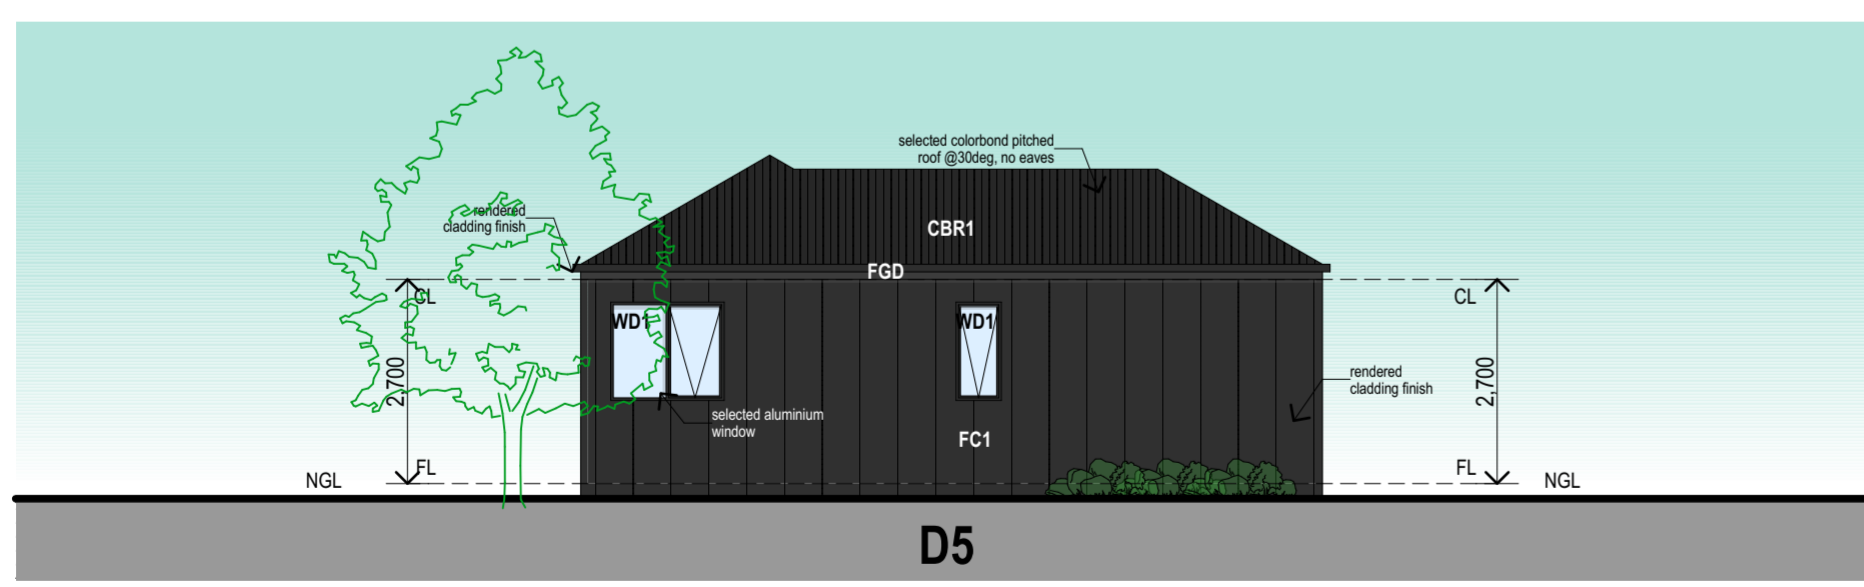 selected colorbond pitched
roof @30deg, no eaves
rendered
cladding finish
CBR1
FGD
CL
CL
WD1
WD1
2,700
2,700
rendered
cladding finish
selected aluminium
window
FC1
FL
FL
NGL
NGL
D5